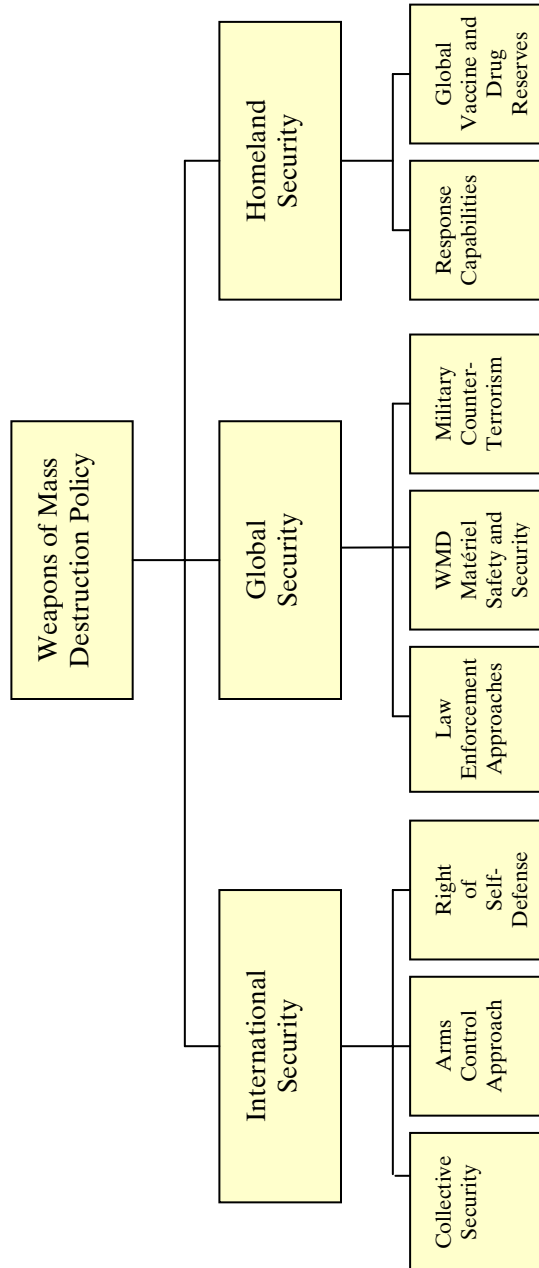 Weapons of Mass
Destruction Policy
International
Security
Global
Security
Homeland
Security
Collective
Security
Arms
Control
Approach
Right
of
Self-
Defense
Law
Enforcement
Approaches
WMD
Matériel
Safety and
Security
Military
Counter-
Terrorism
Response
Capabilities
Global
Vaccine and
Drug
Reserves